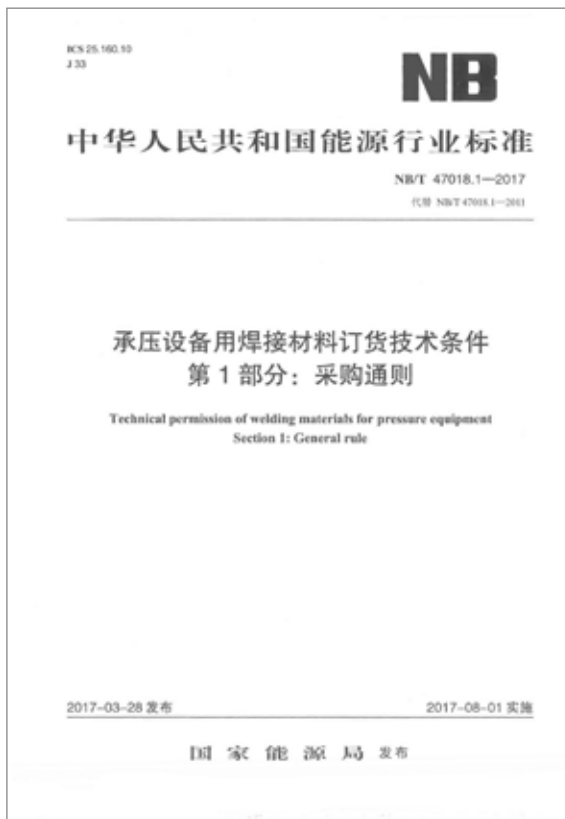 ICS 25.160.10
J 33
NB
中华人民共和国能源行业标准
NB/T 47018.1—2017
代替 NB/T 47018.1—2011
承压设备用焊接材料订货技术条件
第 1 部分：采购通则
Technical permission of welding materials for pressure equipment
Section 1: General rule
2017-03-28 发布
2017-08-01 实施
国家能源局 发布